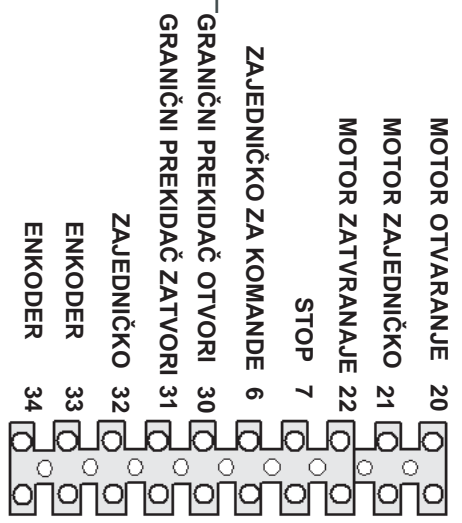 MOTOR OTVARANJE 20
MOTOR ZAJEDNIČKO 21
MOTOR ZATVRANAJE 22
STOP 7
ZAJEDNIČKO ZA KOMANDE 6
GRANIČNI PREKIDAČ OTVORI 30
GRANIČNI PREKIDAČ ZATVORI 31
ZAJEDNIČKO 32
ENKODER 33
ENKODER 34